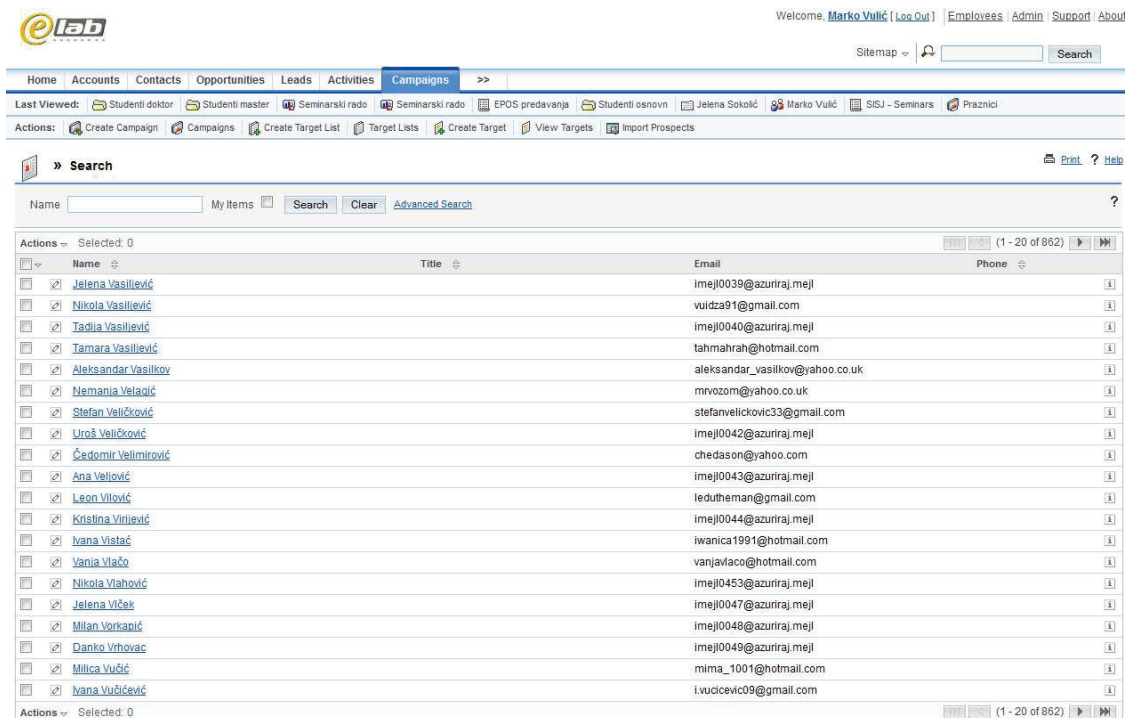 elab
Welcome, Marko Vulić [ Log Out ] Employees Admin Support About
Sitemap Search
Home Accounts Contacts Opportunities Leads Activities Campaigns >>
Last Viewed: Studenti doktor Studenti master Seminarski rado Seminarski rado EPOS predavanja Studenti osnovn Jelena Sokolić Marko Vulić SISJ - Seminars Praznici
Actions: Create Campaign Campaigns Create Target List Target Lists Create Target View Targets Import Prospects
» Search Print ? Help
Name My Items Search Clear Advanced Search ?
Actions Selected: 0 (1 - 20 of 862)
Name Title Email Phone
Jelena Vasiljević imejl0039@azuriraj.mejl
Nikola Vasiljević vuidza91@gmail.com
Tadija Vasiljević imejl0040@azuriraj.mejl
Tamara Vasiljević tahmahrah@hotmail.com
Aleksandar Vasilkov aleksandar_vasilkov@yahoo.co.uk
Nemanja Velagić mrvozom@yahoo.co.uk
Stefan Veličković stefanvelickovic33@gmail.com
Uroš Veličković imejl0042@azuriraj.mejl
Čedomir Velimirović chedason@yahoo.com
Ana Veljović imejl0043@azuriraj.mejl
Leon Vilović ledutheman@gmail.com
Kristina Virijević imejl0044@azuriraj.mejl
Ivana Vistać iwanica1991@hotmail.com
Vanja Vlačo vanjavlaco@hotmail.com
Nikola Vlahović imejl0453@azuriraj.mejl
Jelena Vlček imejl0047@azuriraj.mejl
Milan Vorkapić imejl0048@azuriraj.mejl
Danko Vrhovac imejl0049@azuriraj.mejl
Milica Vučić mima_1001@hotmail.com
Ivana Vučićević i.vucicevic09@gmail.com
Actions Selected: 0 (1 - 20 of 862)